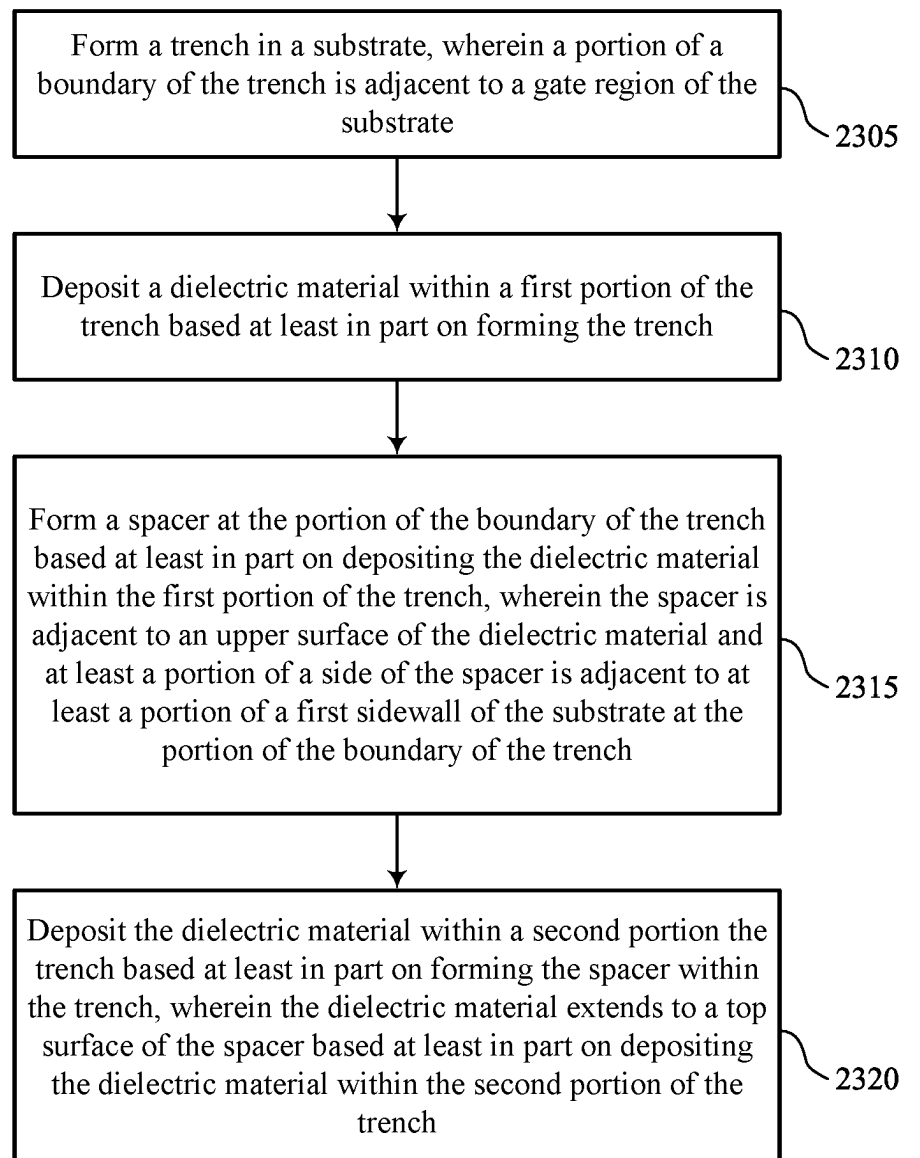 Form a trench in a substrate, wherein a portion of a
boundary of the trench is adjacent to a gate region of the
substrate
2305
Deposit a dielectric material within a first portion of the
trench based at least in part on forming the trench
2310
Form a spacer at the portion of the boundary of the trench
based at least in part on depositing the dielectric material
within the first portion of the trench, wherein the spacer is
adjacent to an upper surface of the dielectric material and
at least a portion of a side of the spacer is adjacent to at
least a portion of a first sidewall of the substrate at the
portion of the boundary of the trench
2315
Deposit the dielectric material within a second portion the
trench based at least in part on forming the spacer within
the trench, wherein the dielectric material extends to a top
surface of the spacer based at least in part on depositing
the dielectric material within the second portion of the
trench
2320